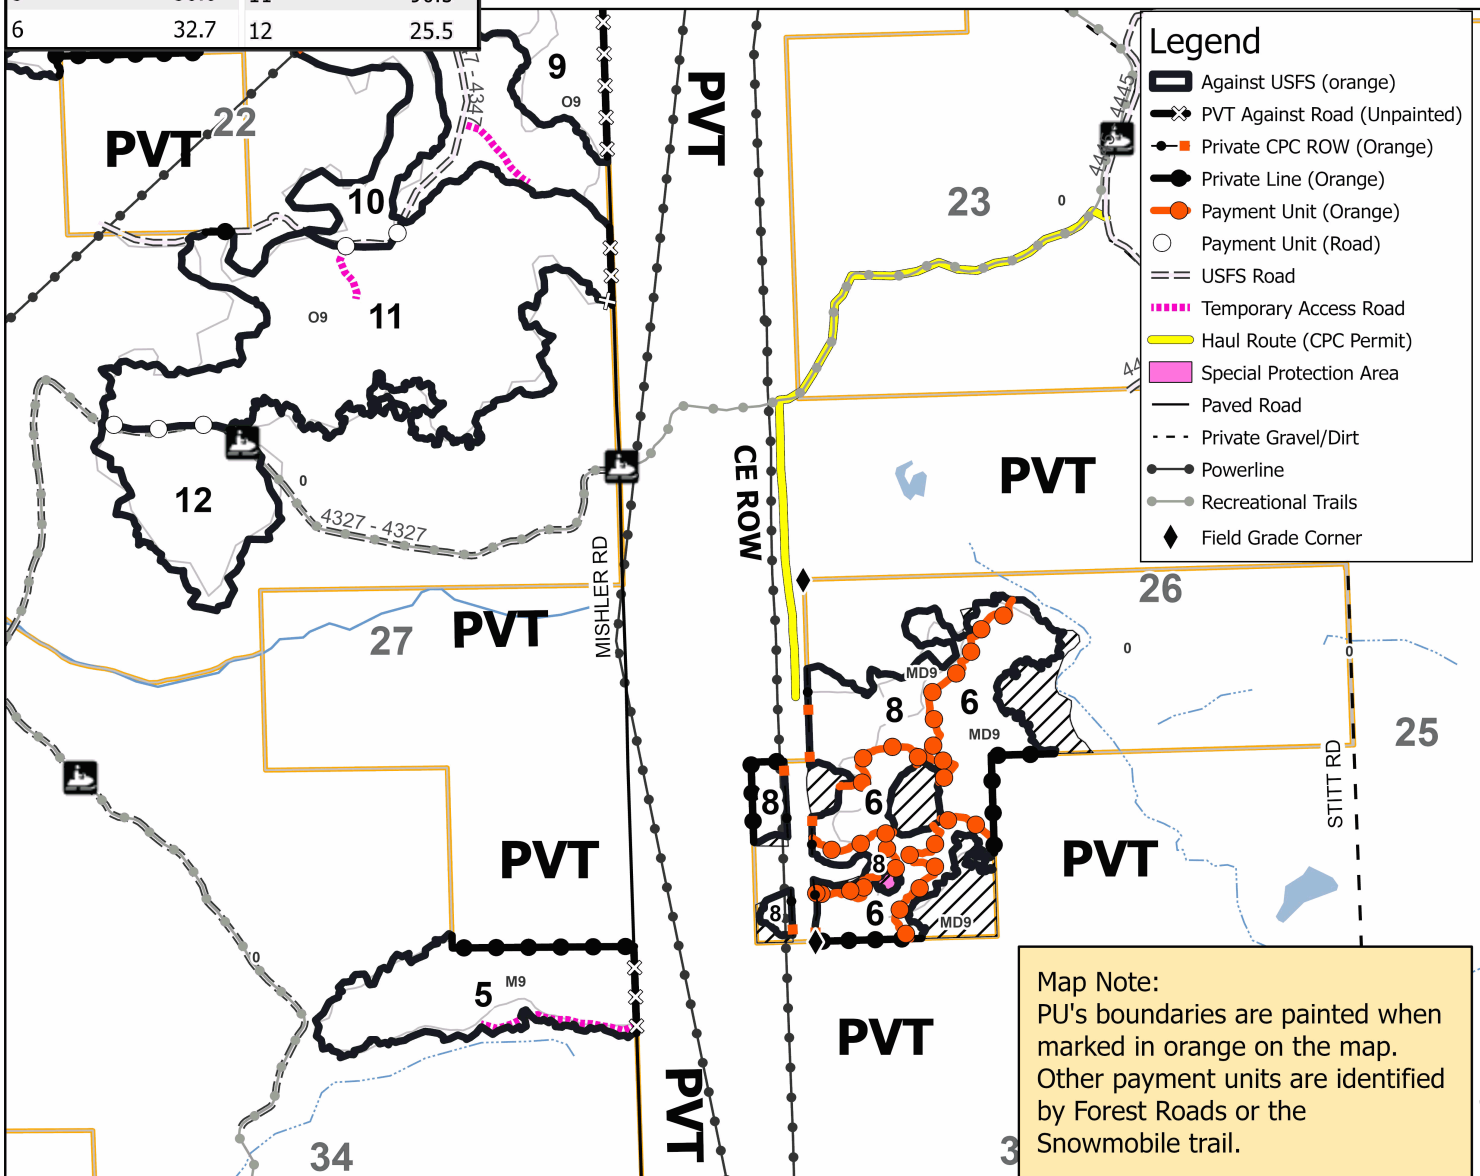 6 32.7 12 25.5
Legend
Against USFS (orange)
PVT Against Road (Unpainted)
Private CPC ROW (Orange)
Private Line (Orange)
Payment Unit (Orange)
Payment Unit (Road)
USFS Road
Temporary Access Road
Haul Route (CPC Permit)
Special Protection Area
Paved Road
Private Gravel/Dirt
Powerline
Recreational Trails
Field Grade Corner
9
O9
PVT
22
PVT
4445
10
23
0
11
O9
44
12
0
4327 - 4327
CE ROW
PVT
MISHLER RD
26
27
PVT
0
0
MD9
8
6
MD9
25
STITT RD
8
6
PVT
8
PVT
8
6
MD9
0
5
M9
PVT
PVT
34
Map Note:
PU's boundaries are painted when
marked in orange on the map.
Other payment units are identified
by Forest Roads or the
Snowmobile trail.